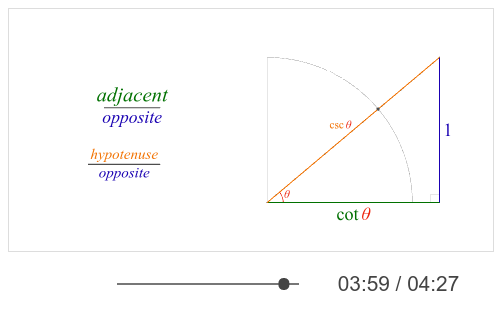 adjacent
opposite
hypotenuse
opposite
csc θ
1
θ
cot θ
03:59 / 04:27